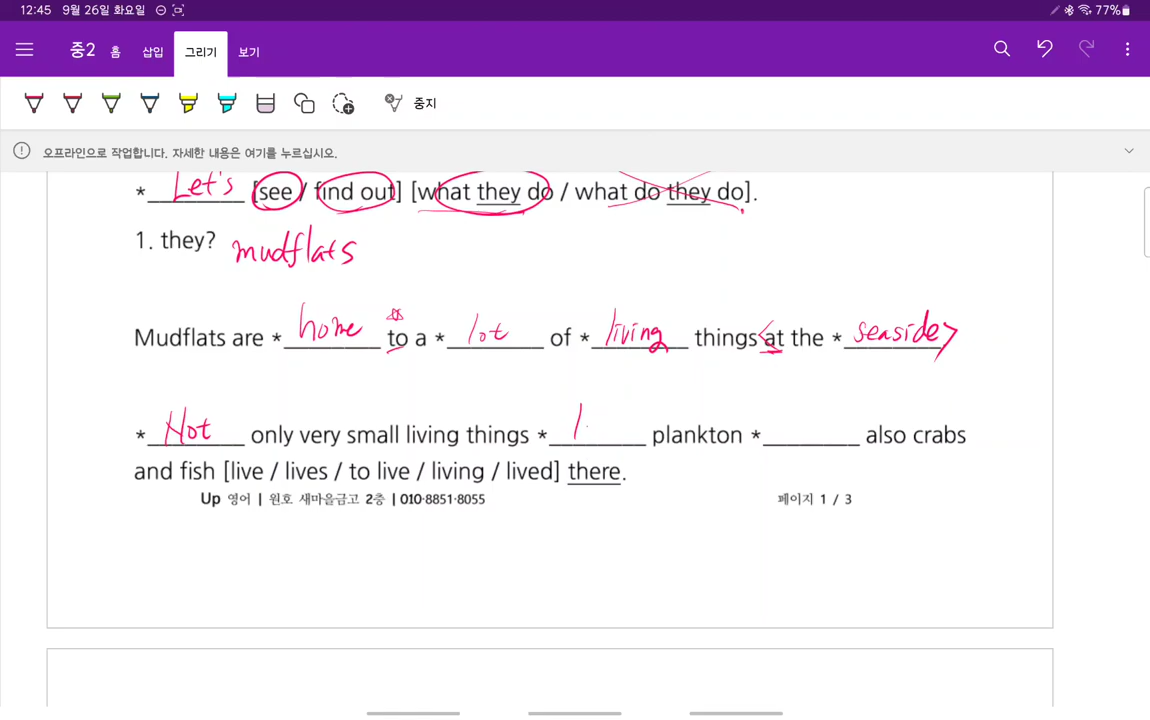 12:45 9월 26일 화요일 77%
중2 홈 삽입 그리기 보기
중지
오프라인으로 작업합니다. 자세한 내용은 여기를 누르십시오.
* Let's [see / find out] [what they do / what do they do].
1. they? mudflats
Mudflats are * home to a * lot of * living things at the * seaside
* Not only very small living things * l plankton * ________ also crabs
and fish [live / lives / to live / living / lived] there.
Up 영어 | 원호 새마을금고 2층 | 010·8851·8055 페이지 1 / 3